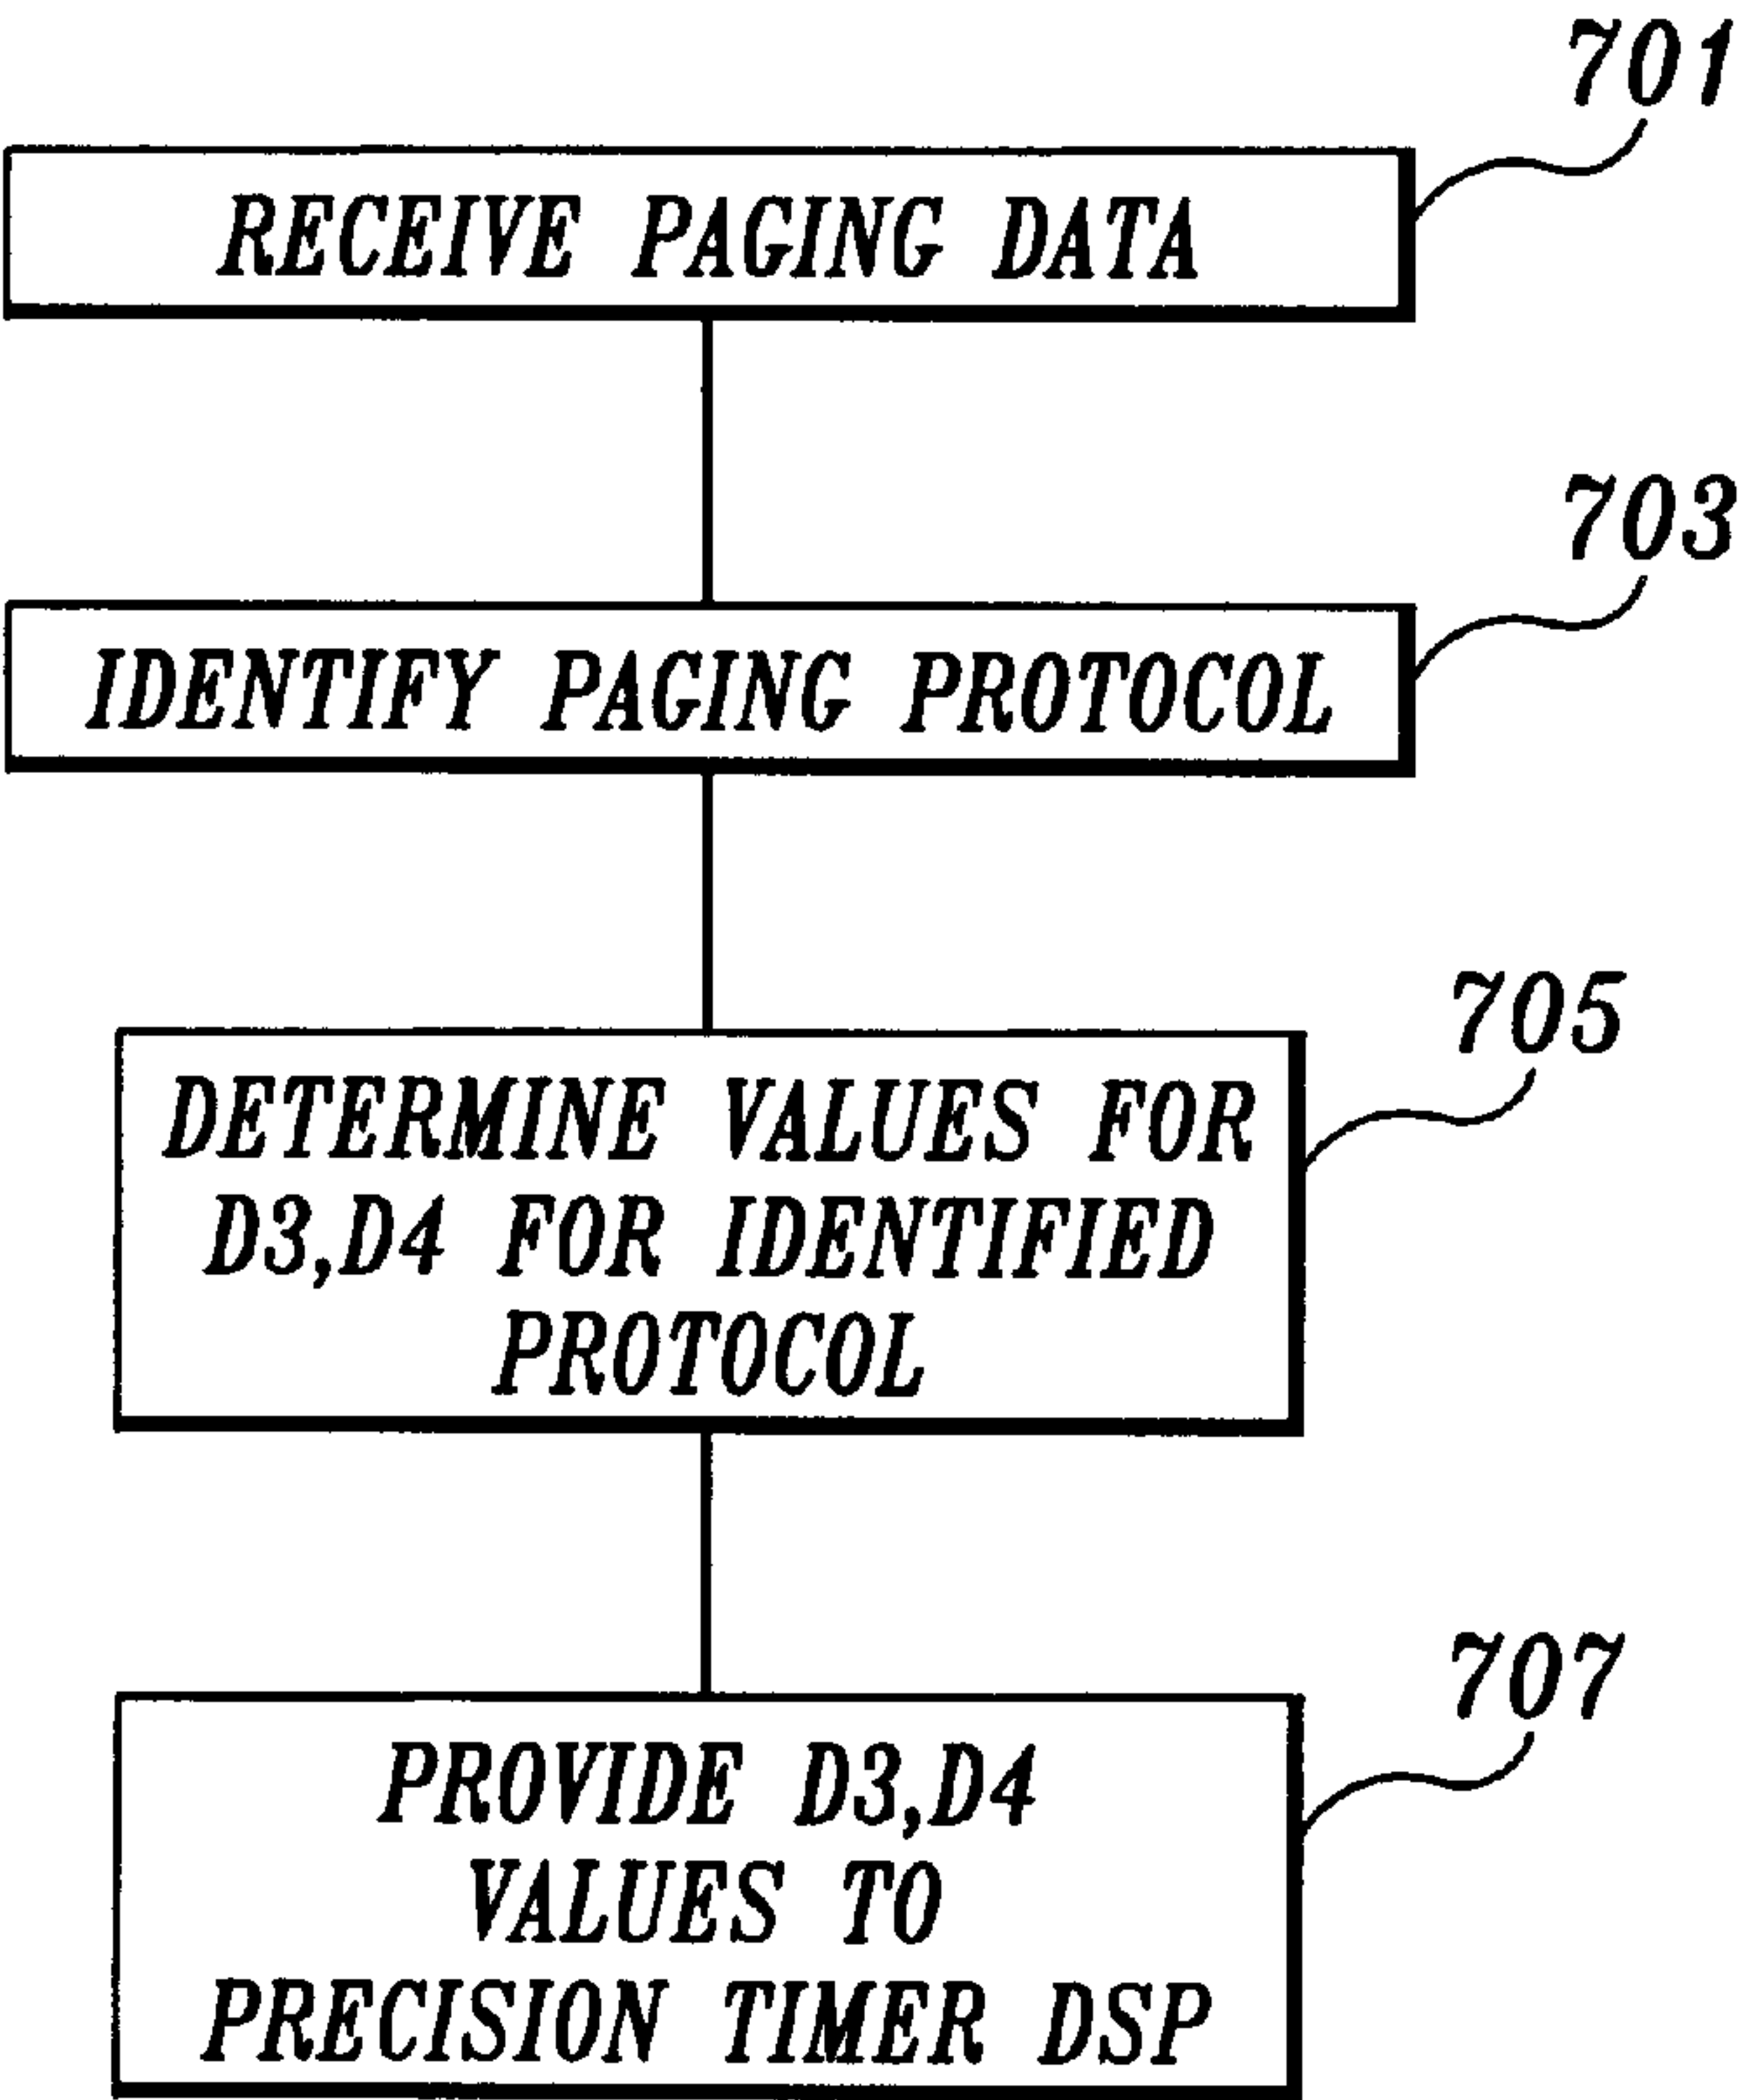 701
RECEIVE PAGING DATA
703
IDENTIFY PAGING PROTOCOL
705
DETERMINE VALUES FOR
D3,D4 FOR IDENTIFIED
PROTOCOL
707
PROVIDE D3,D4
VALUES TO
PRECISION TIMER DSP